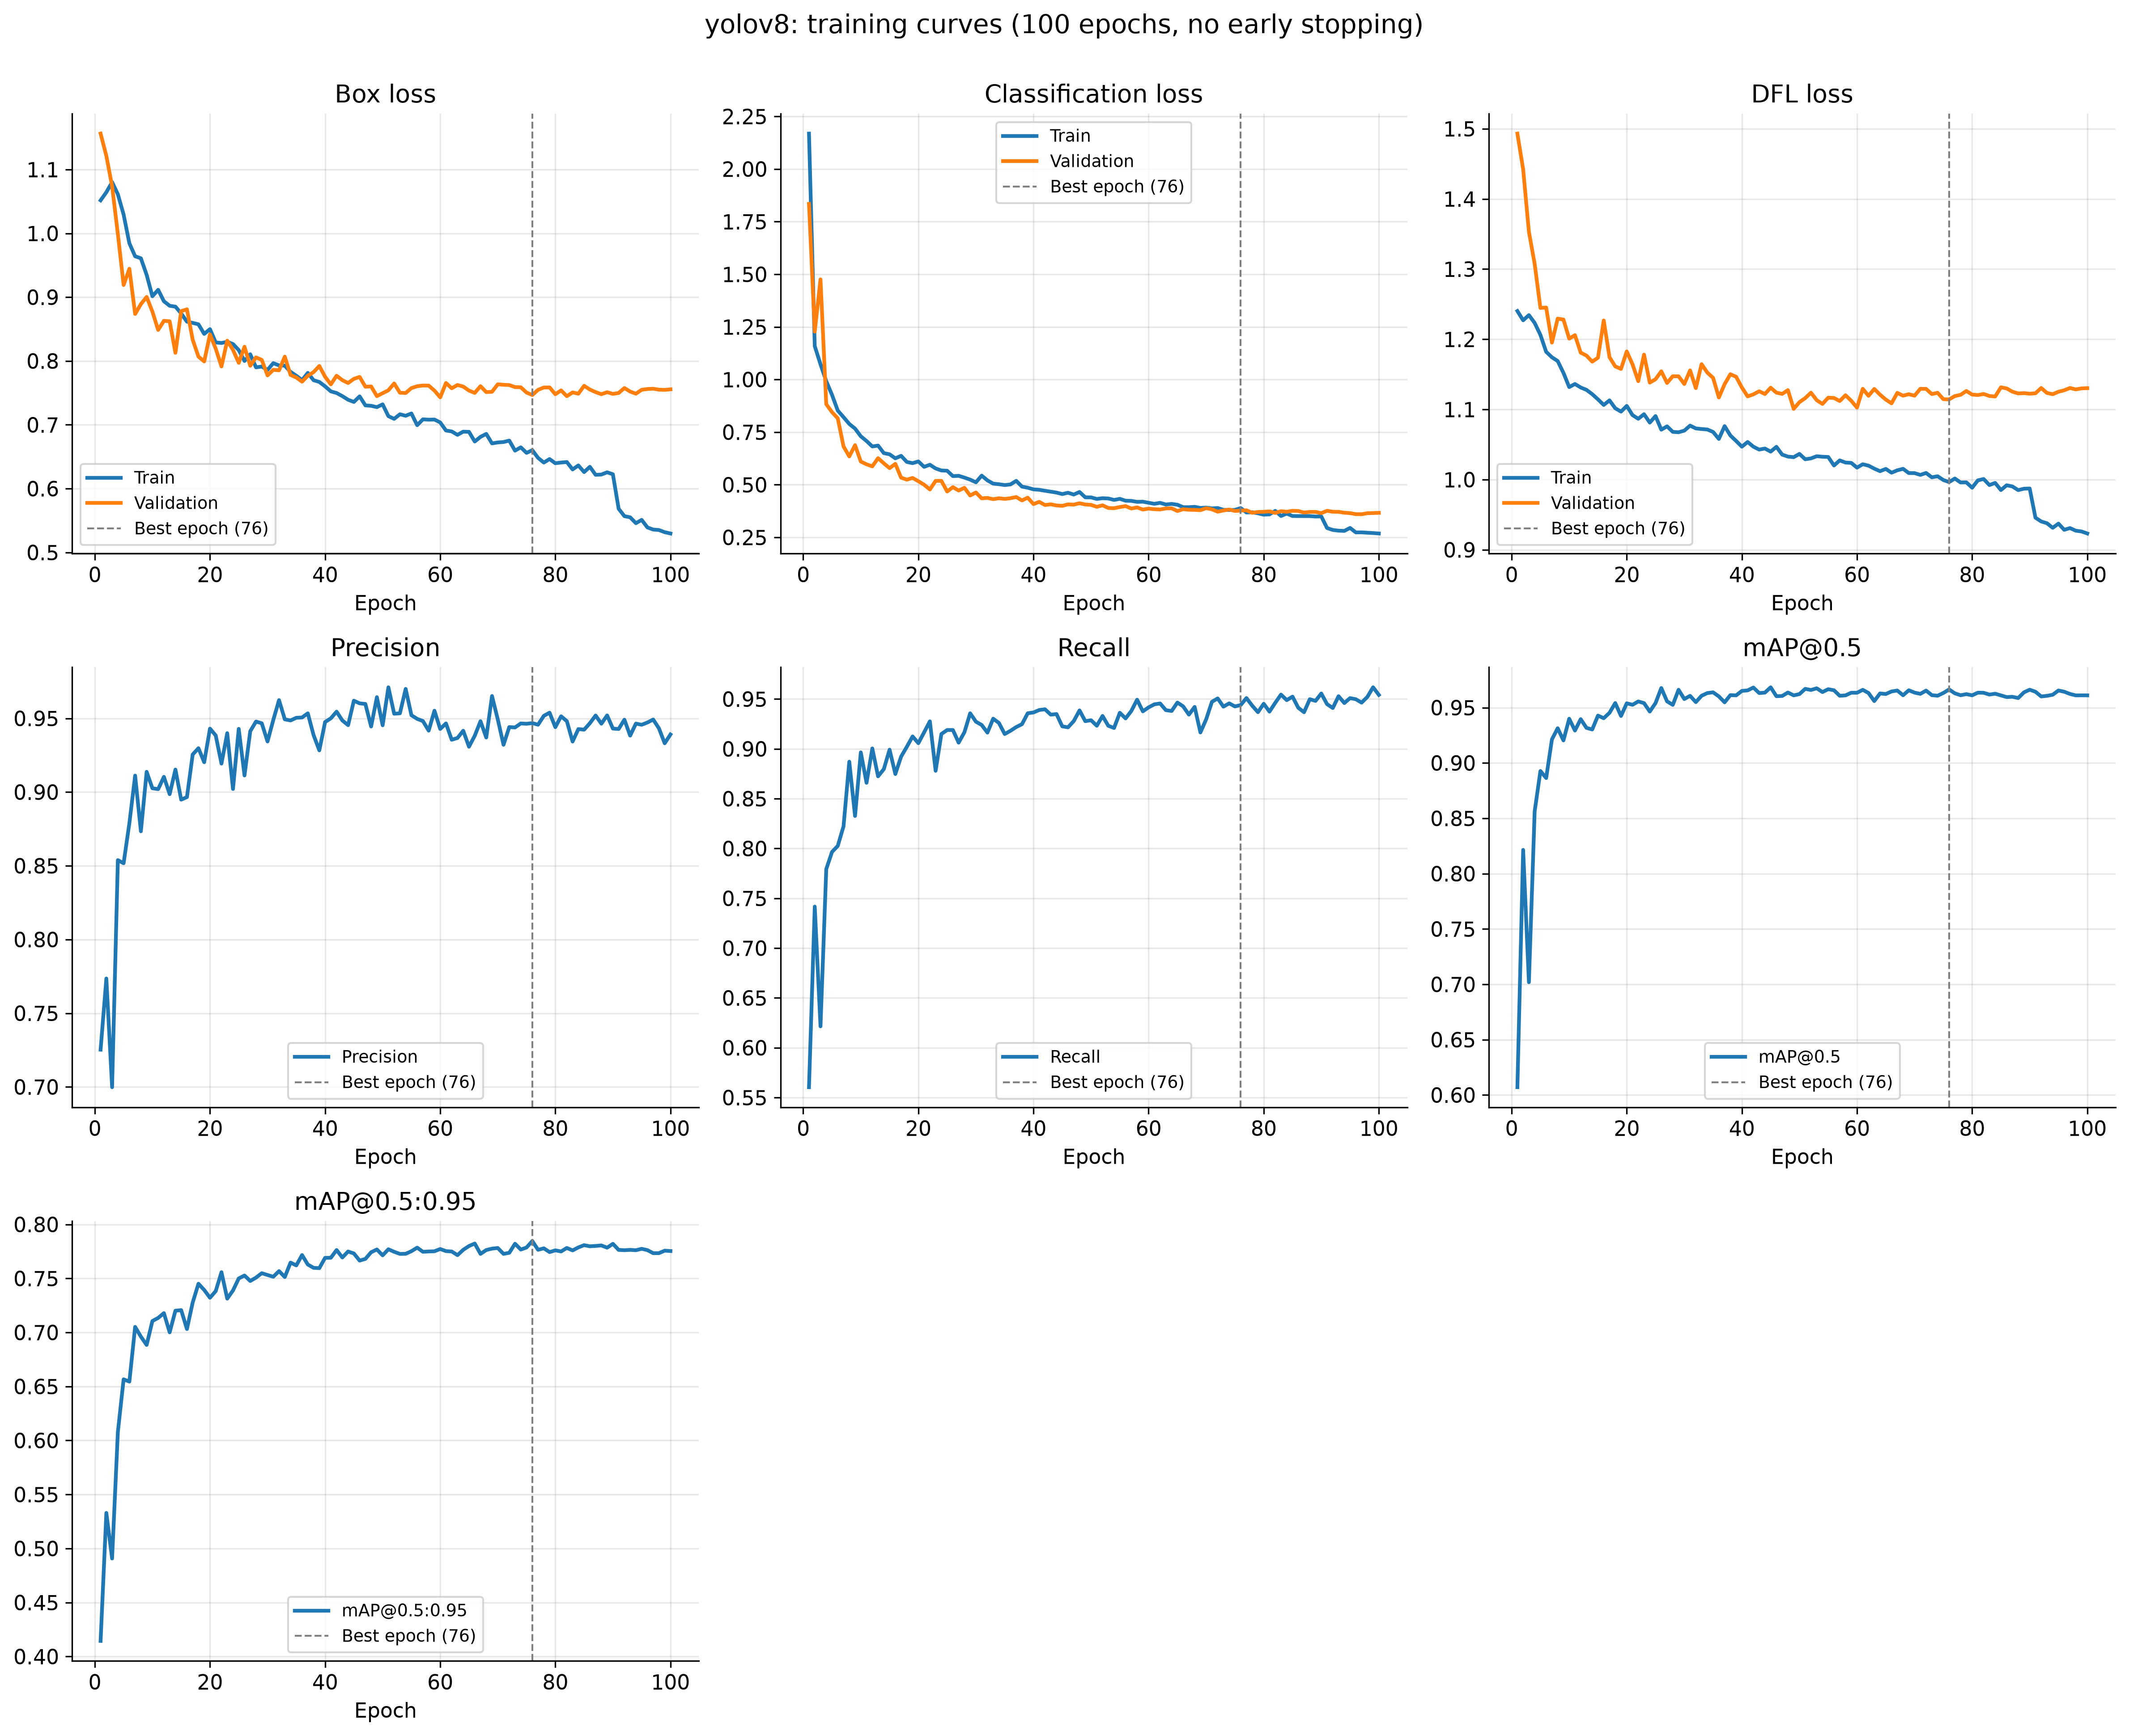 yolov8: training curves (100 epochs, no early stopping)
Box loss
1.1
1.0
0.9
0.8
0.7
0.6
0.5
Train
Validation
Best epoch (76)
0 20 40 60 80 100
Epoch
Classification loss
2.25
2.00
1.75
1.50
1.25
1.00
0.75
0.50
0.25
Train
Validation
Best epoch (76)
0 20 40 60 80 100
Epoch
DFL loss
1.5
1.4
1.3
1.2
1.1
1.0
0.9
Train
Validation
Best epoch (76)
0 20 40 60 80 100
Epoch
Precision
0.95
0.90
0.85
0.80
0.75
0.70
Precision
Best epoch (76)
0 20 40 60 80 100
Epoch
Recall
0.95
0.90
0.85
0.80
0.75
0.70
0.65
0.60
0.55
Recall
Best epoch (76)
0 20 40 60 80 100
Epoch
mAP@0.5
0.95
0.90
0.85
0.80
0.75
0.70
0.65
0.60
mAP@0.5
Best epoch (76)
0 20 40 60 80 100
Epoch
mAP@0.5:0.95
0.80
0.75
0.70
0.65
0.60
0.55
0.50
0.45
0.40
mAP@0.5:0.95
Best epoch (76)
0 20 40 60 80 100
Epoch